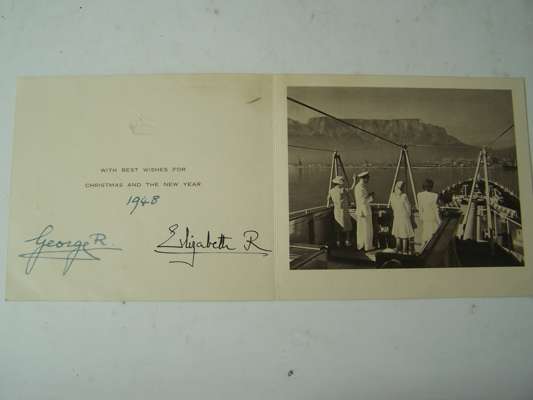 WITH BEST WISHES FOR
CHRISTMAS AND THE NEW YEAR
1948
George R.
Elizabeth R